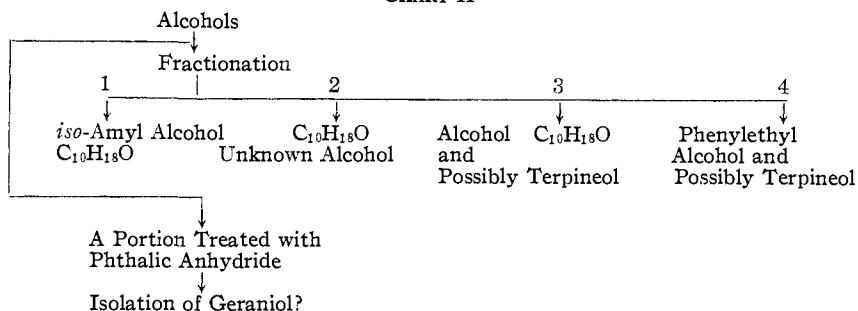 CHART II
Alcohols
Fractionation
1 2 3 4
iso-Amyl Alcohol C₁₀H₁₈O Alcohol C₁₀H₁₈O Phenylethyl
C₁₀H₁₈O Unknown Alcohol and Alcohol and
Possibly Terpineol Possibly Terpineol
A Portion Treated with
Phthalic Anhydride
Isolation of Geraniol?